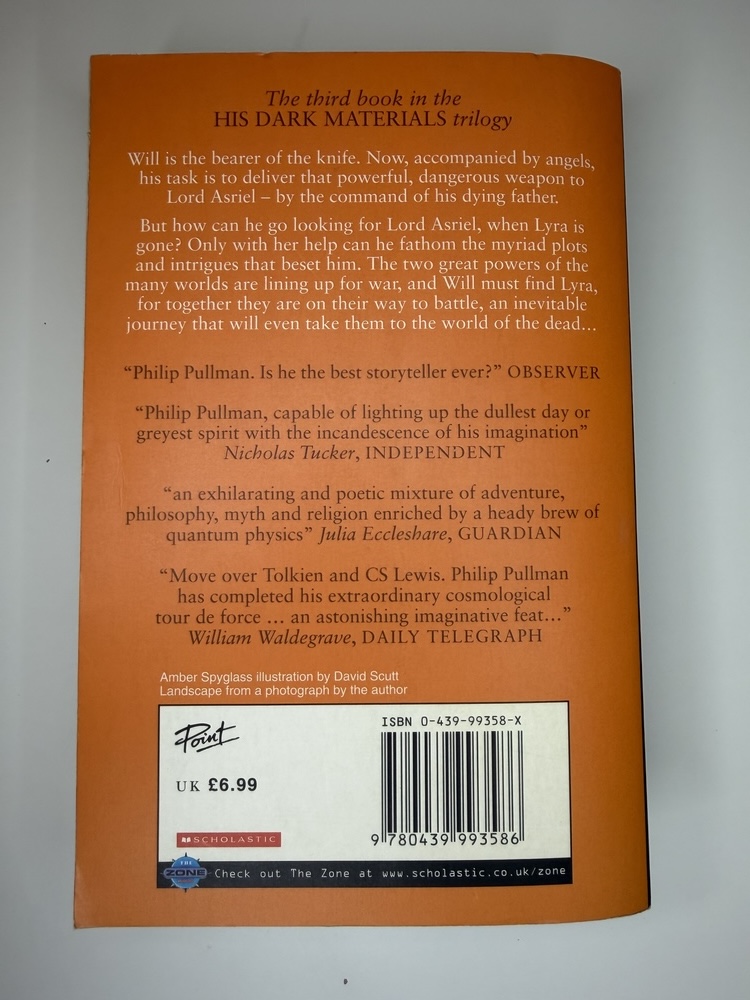 The third book in the
HIS DARK MATERIALS trilogy
Will is the bearer of the knife. Now, accompanied by angels,
his task is to deliver that powerful, dangerous weapon to
Lord Asriel – by the command of his dying father.
But how can he go looking for Lord Asriel, when Lyra is
gone? Only with her help can he fathom the myriad plots
and intrigues that beset him. The two great powers of the
many worlds are lining up for war, and Will must find Lyra,
for together they are on their way to battle, an inevitable
journey that will even take them to the world of the dead...
“Philip Pullman. Is he the best storyteller ever?” OBSERVER
“Philip Pullman, capable of lighting up the dullest day or
greyest spirit with the incandescence of his imagination”
Nicholas Tucker, INDEPENDENT
“an exhilarating and poetic mixture of adventure,
philosophy, myth and religion enriched by a heady brew of
quantum physics” Julia Eccleshare, GUARDIAN
“Move over Tolkien and CS Lewis. Philip Pullman
has completed his extraordinary cosmological
tour de force ... an astonishing imaginative feat...”
William Waldegrave, DAILY TELEGRAPH
Amber Spyglass illustration by David Scutt
Landscape from a photograph by the author
Point
UK £6.99
SCHOLASTIC
ISBN 0-439-99358-X
9 780439 993586
THE
ZONE
Check out The Zone at www.scholastic.co.uk/zone